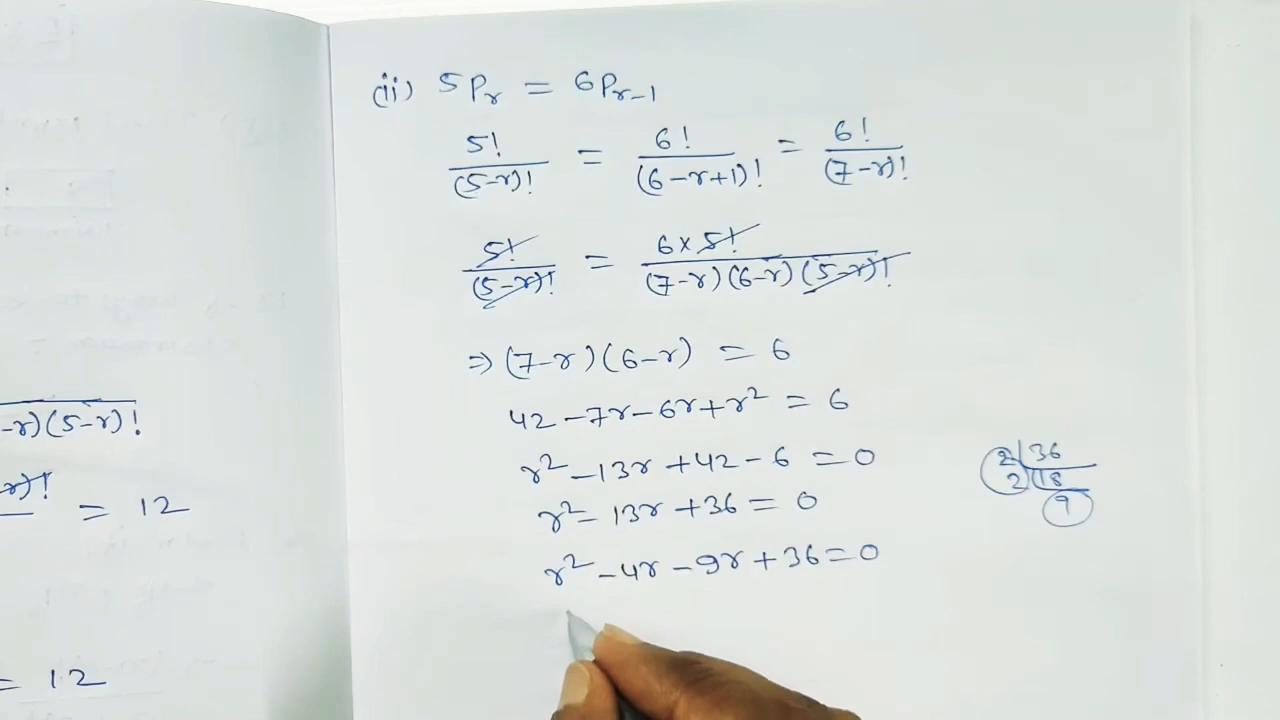 (ii) 5Pr = 6Pr-1
5!/(5-r)! = 6!/(6-r+1)! = 6!/(7-r)!
5!/(5-r)! = 6×5!/(7-r)(6-r)(5-r)!
⇒ (7-r)(6-r) = 6
42-7r-6r+r² = 6
r²-13r+42-6 = 0
r²-13r+36 = 0
r²-4r-9r+36=0
2|36
2|18
9
-r)(5-r)!
r)!
= 12
= 12